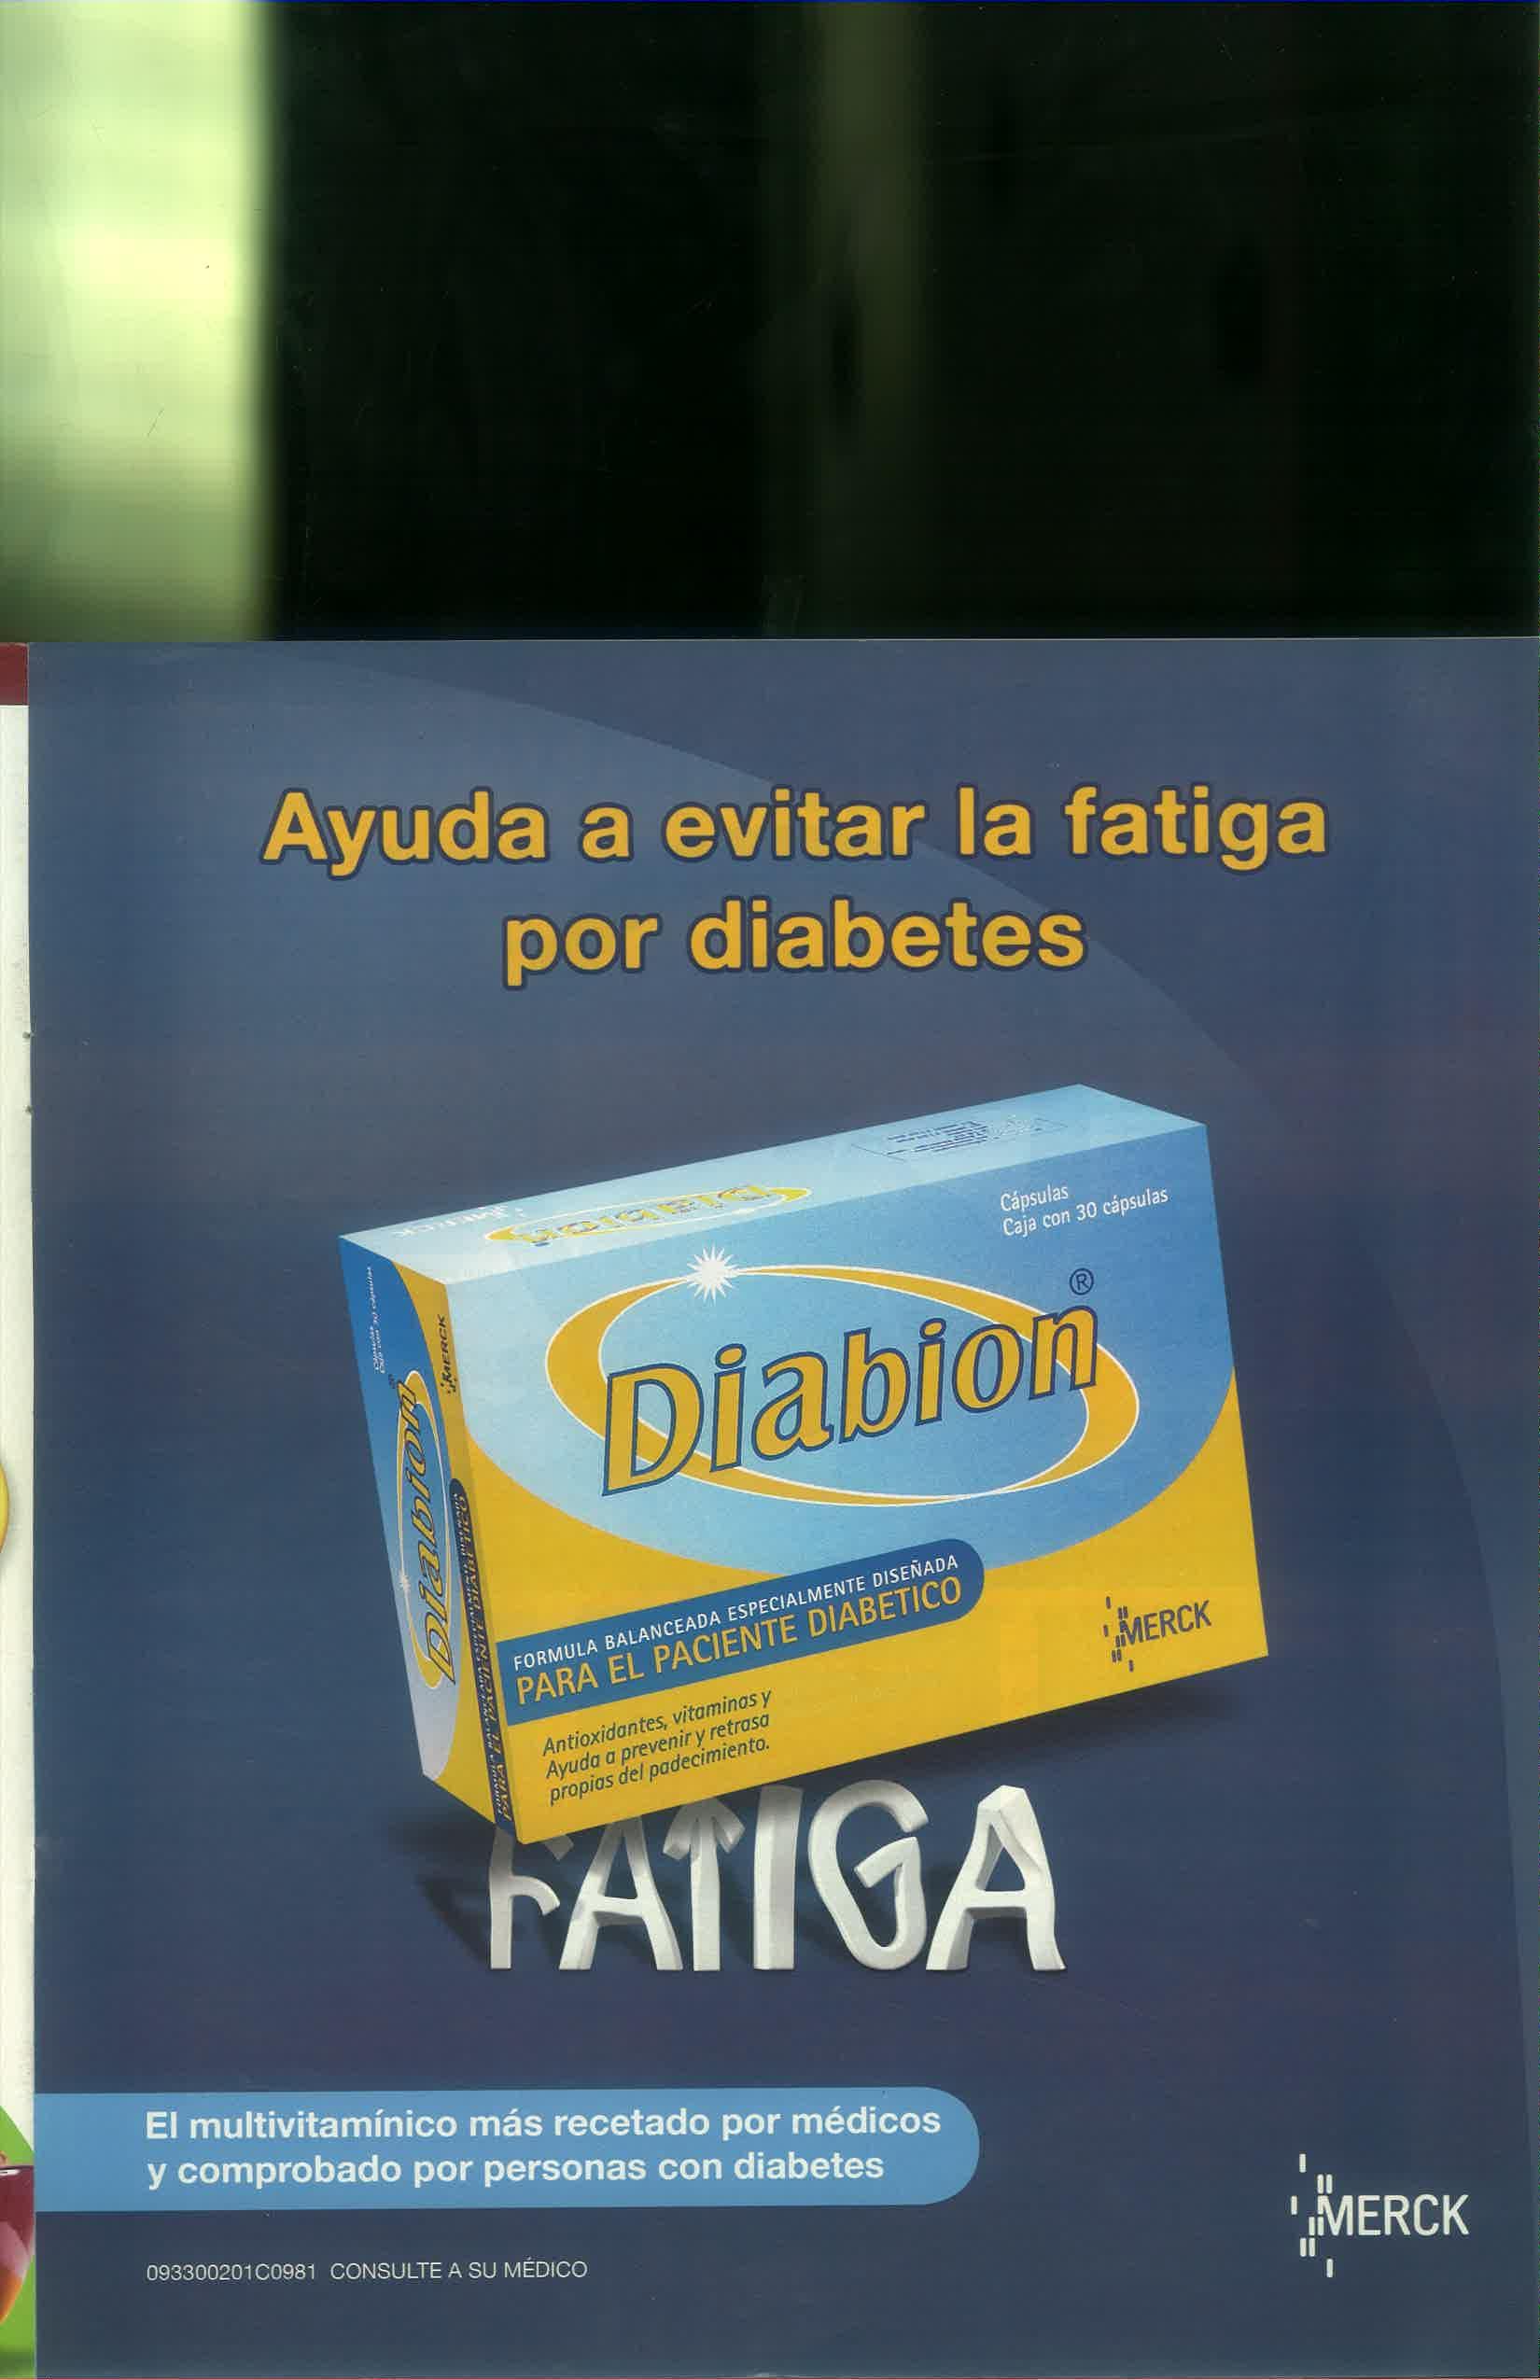 Ayuda a evitar la fatiga
por diabetes
Diabion
Cápsulas
Caja con 30 cápsulas
Diabion®
MERCK
Diabion®
FORMULA BALANCEADA ESPECIALMENTE DISEÑADA
PARA EL PACIENTE DIABETICO
Antioxidantes, vitaminas y
Ayuda a prevenir y retrasa
propias del padecimiento.
MERCK
FATIGA
El multivitamínico más recetado por médicos
y comprobado por personas con diabetes
MERCK
093300201C0981 CONSULTE A SU MÉDICO